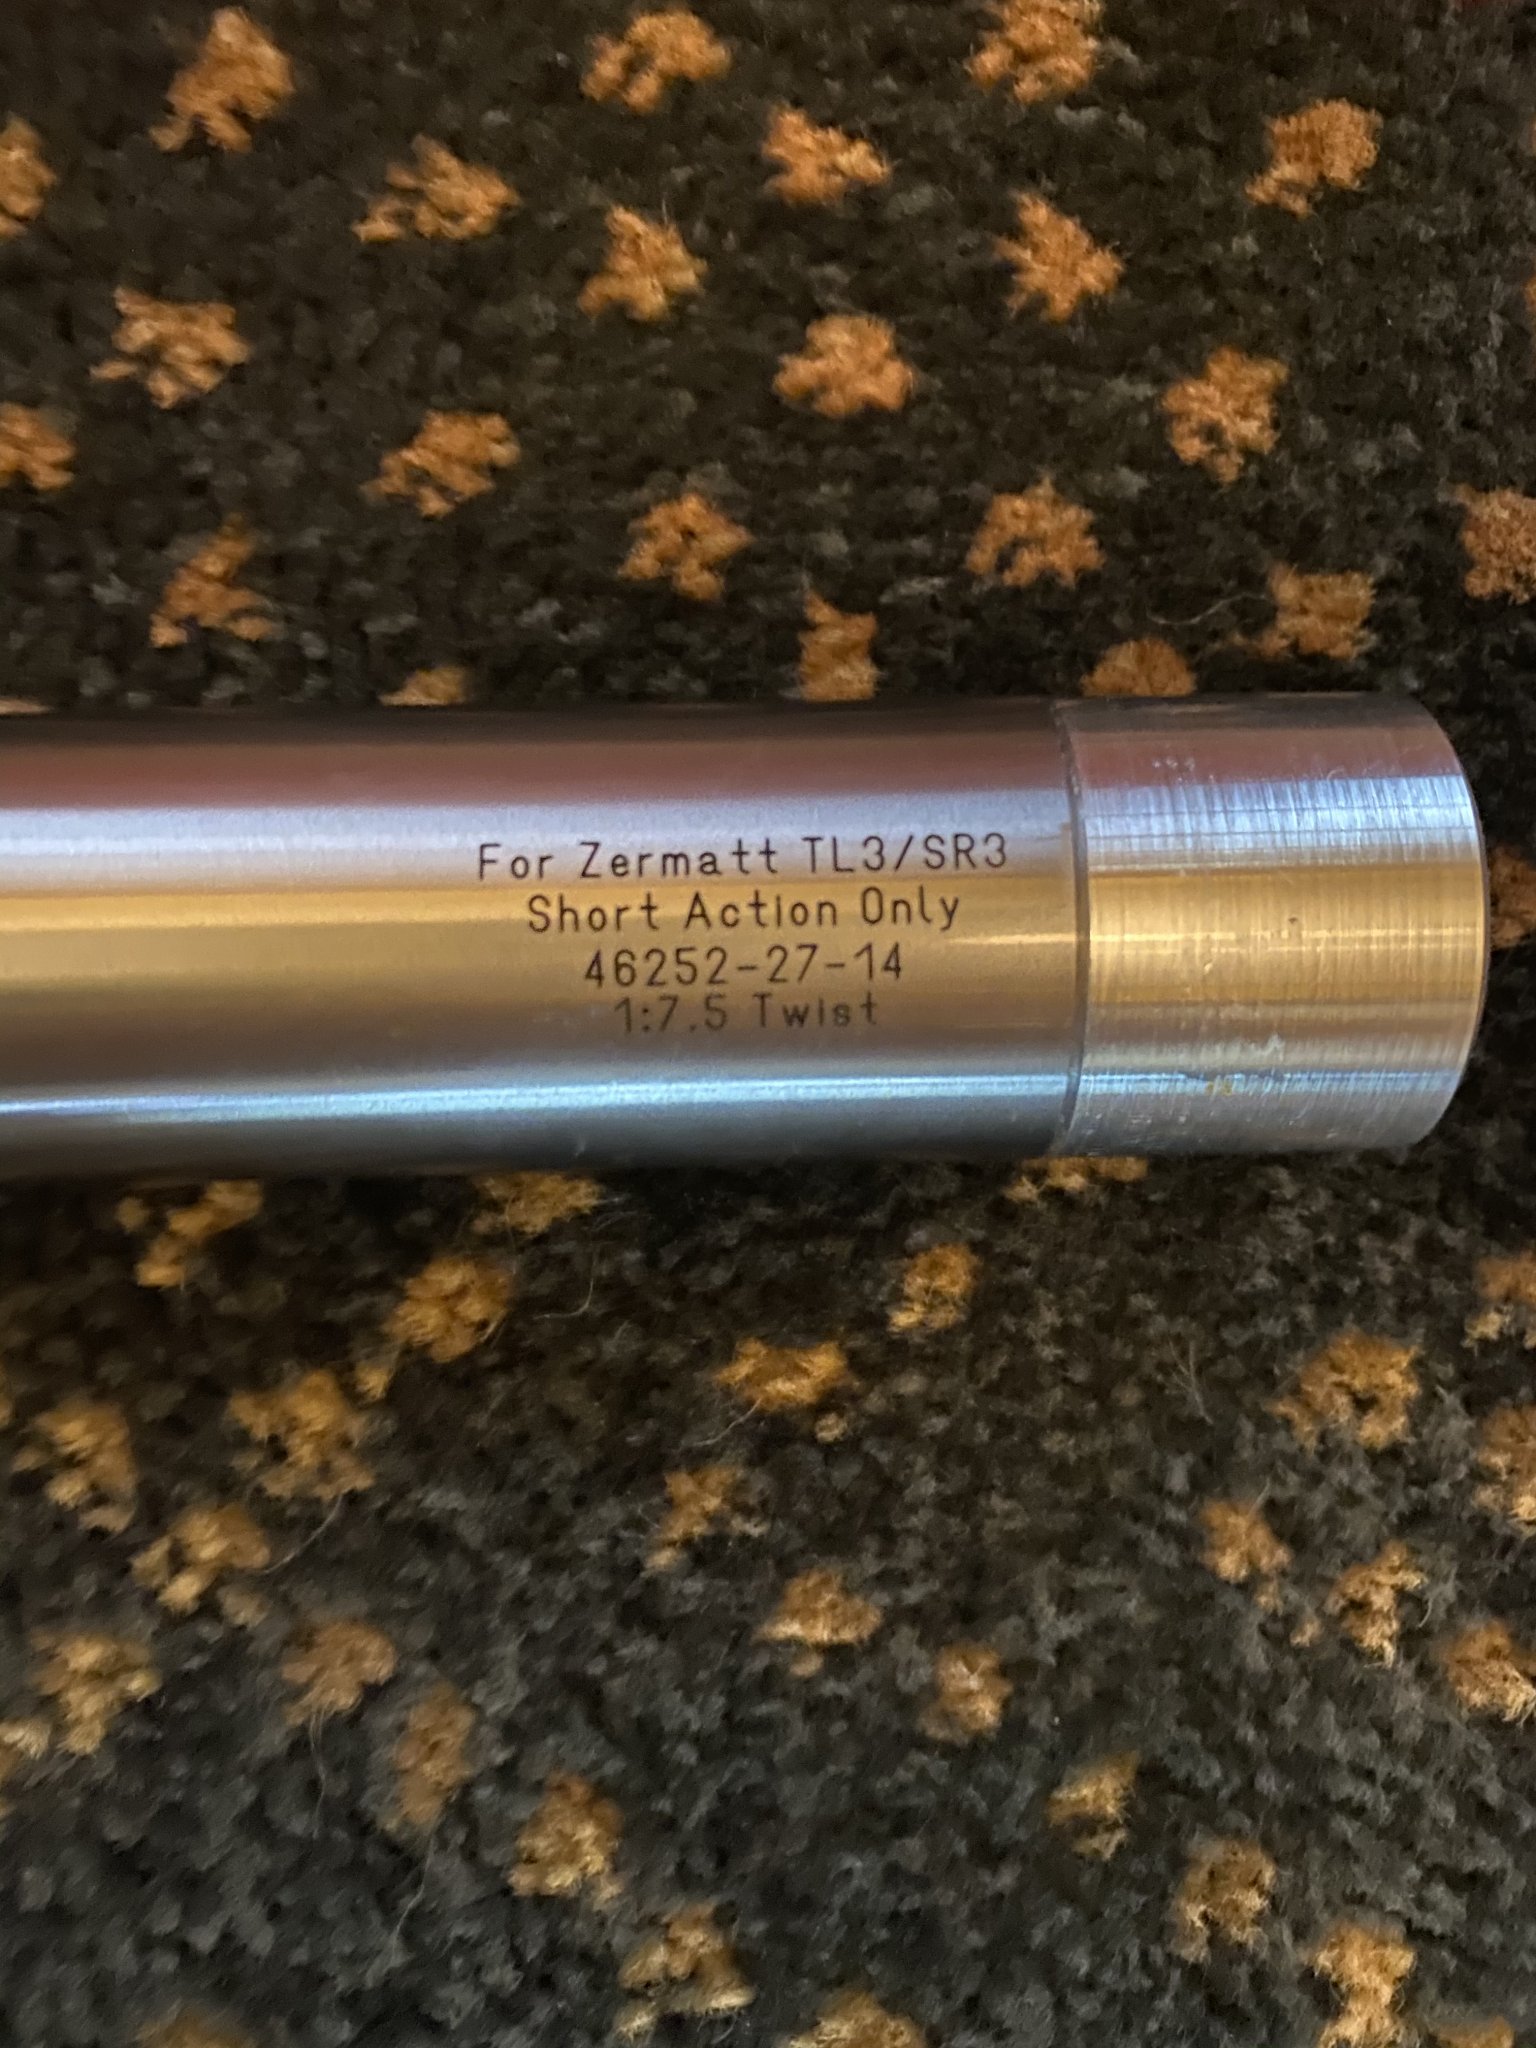 For Zermatt TL3/SR3
Short Action Only
46252-27-14
1:7.5 Twist